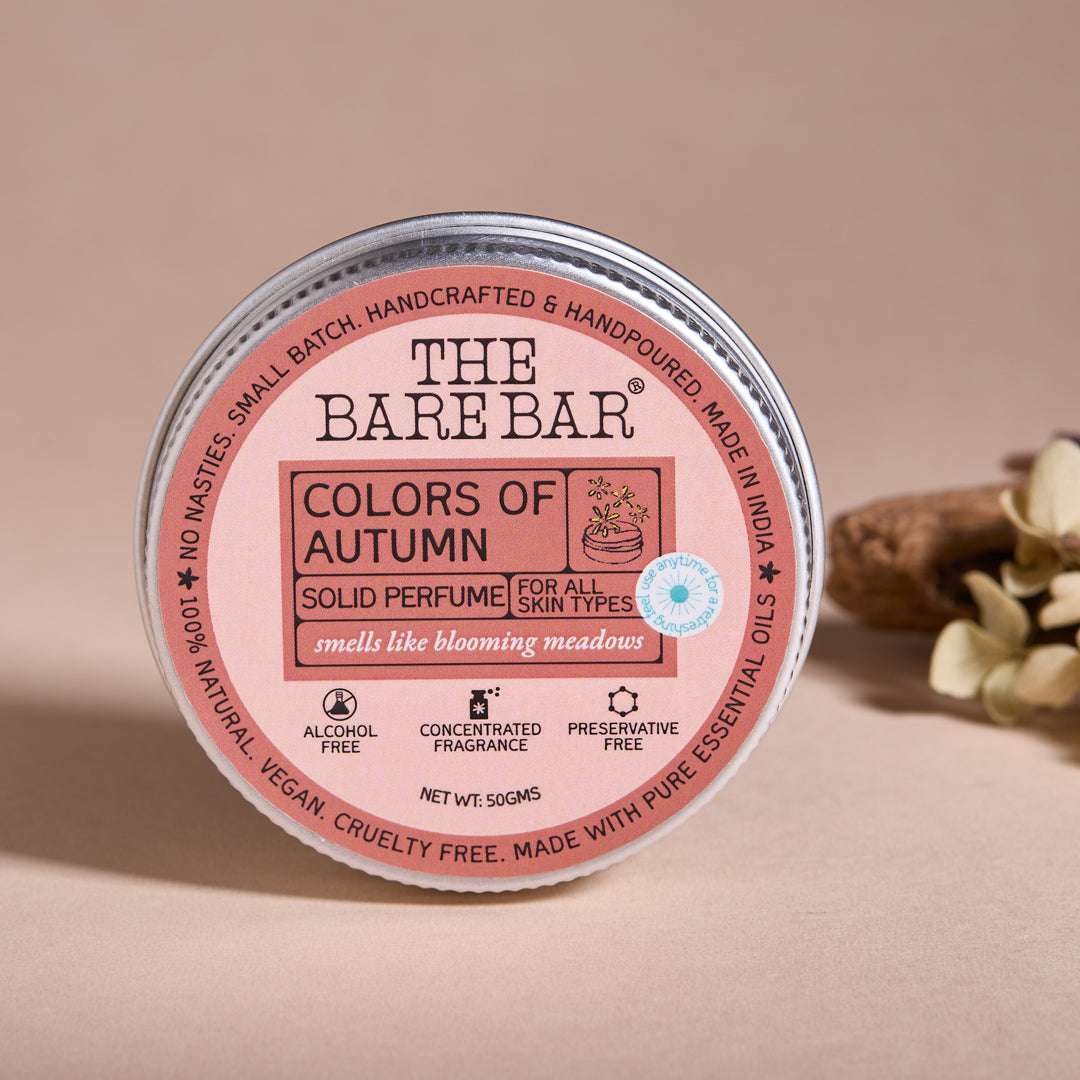 NO NASTIES. SMALL BATCH. HANDCRAFTED & HANDPOURED. MADE IN INDIA
THE
BARE BAR®
COLORS OF
AUTUMN
SOLID PERFUME
FOR ALL
SKIN TYPES
use anytime for a refreshing feel
smells like blooming meadows
ALCOHOL
FREE
CONCENTRATED
FRAGRANCE
PRESERVATIVE
FREE
NET WT: 50GMS
100% NATURAL. VEGAN. CRUELTY FREE. MADE WITH PURE ESSENTIAL OILS